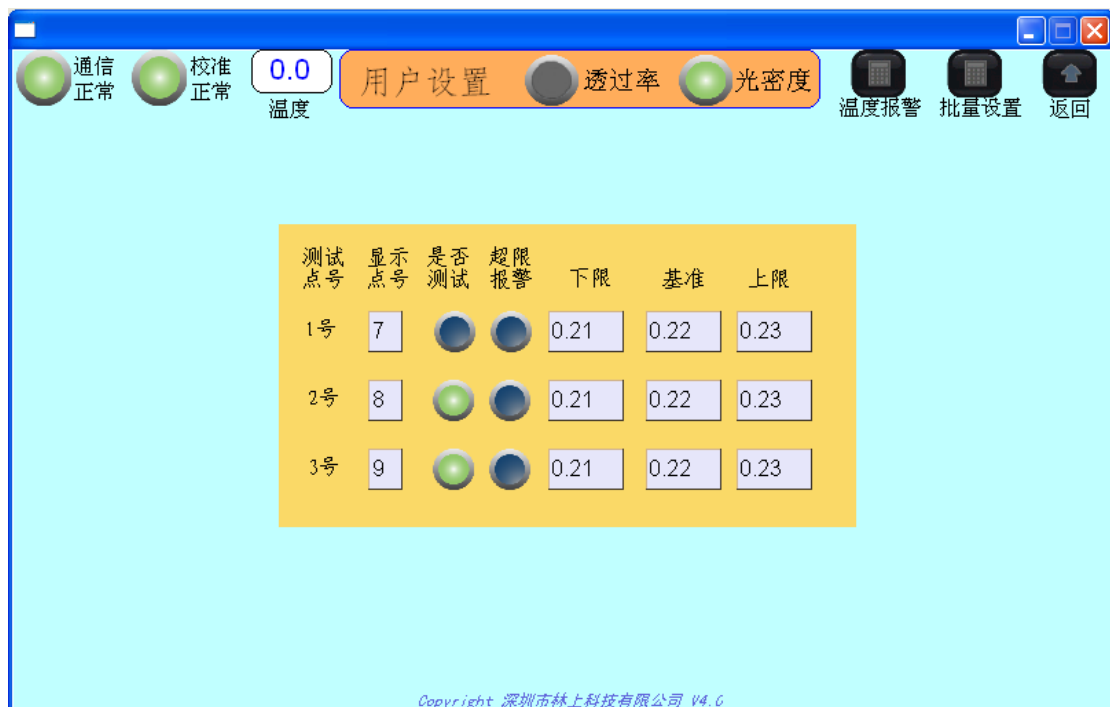 通信
正常
校准
正常
0.0
温度
用户设置
透过率
光密度
温度报警
批量设置
返回
测试
点号
显示
点号
是否
测试
超限
报警
下限
基准
上限
1号 7 0.21 0.22 0.23
2号 8 0.21 0.22 0.23
3号 9 0.21 0.22 0.23
Copyright 深圳市林上科技有限公司 V4.6